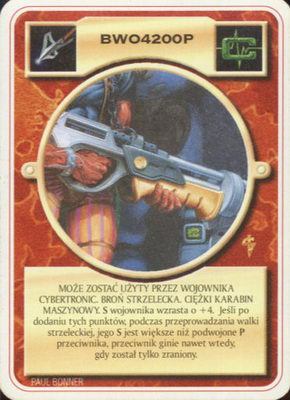 BWO4200P
MOŻE ZOSTAĆ UŻYTY PRZEZ WOJOWNIKA
CYBERTRONIC. BROŃ STRZELECKA. CIĘŻKI KARABIN
MASZYNOWY. S wojownika wzrasta o +4. Jeśli po
dodaniu tych punktów, podczas przeprowadzania walki
strzeleckiej, jego S jest większe niż podwojone P
przeciwnika, przeciwnik ginie nawet wtedy,
gdy został tylko zraniony.
PAUL BONNER